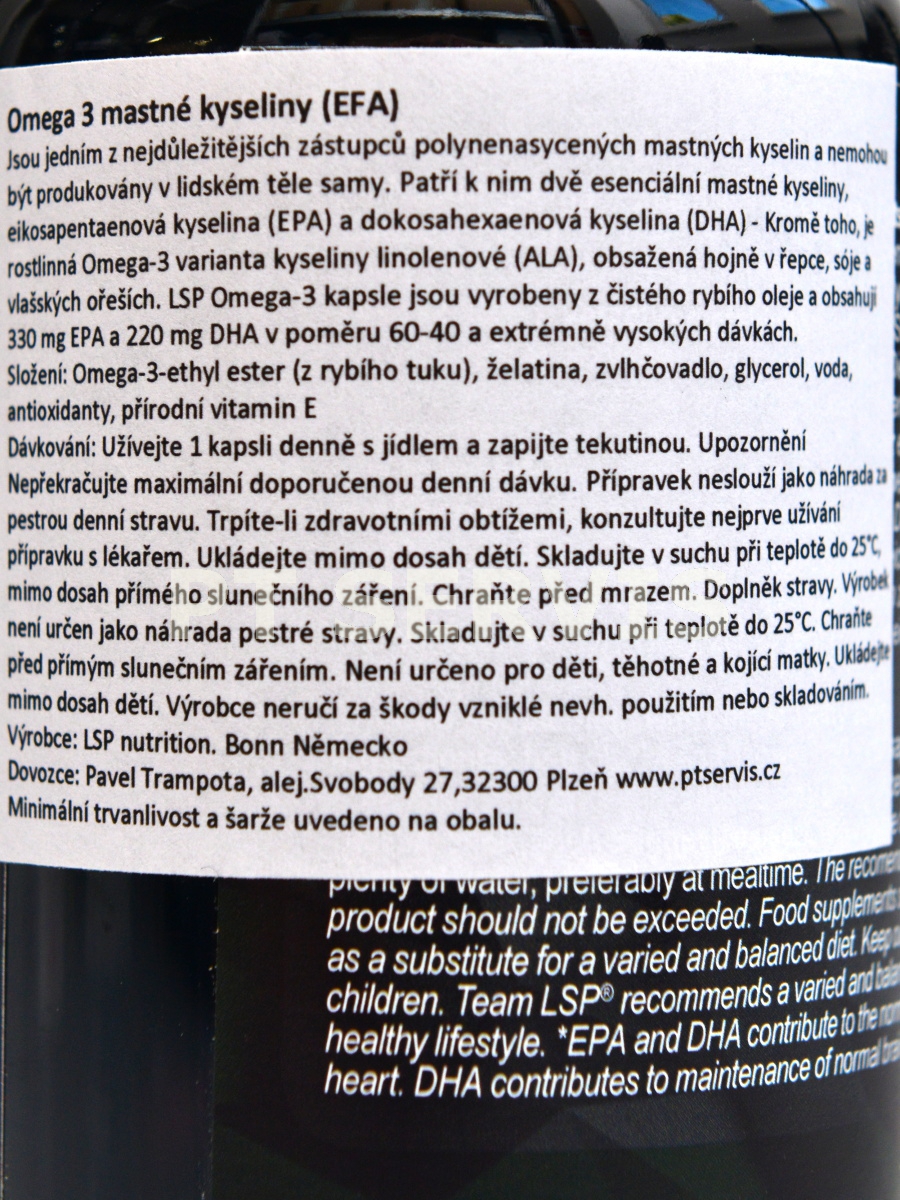 Omega 3 mastné kyseliny (EFA)
Jsou jedním z nejdůležitějších zástupců polynenasycených mastných kyselin a nemohou
být produkovány v lidském těle samy. Patří k nim dvě esenciální mastné kyseliny,
eikosapentaenová kyselina (EPA) a dokosahexaenová kyselina (DHA) - Kromě toho, je
rostlinná Omega-3 varianta kyseliny linolenové (ALA), obsažená hojně v řepce, sóje a
vlašských ořeších. LSP Omega-3 kapsle jsou vyrobeny z čistého rybího oleje a obsahují
330 mg EPA a 220 mg DHA v poměru 60-40 a extrémně vysokých dávkách.
Složení: Omega-3-ethyl ester (z rybího tuku), želatina, zvlhčovadlo, glycerol, voda,
antioxidanty, přírodní vitamin E
Dávkování: Užívejte 1 kapsli denně s jídlem a zapijte tekutinou. Upozornění
Nepřekračujte maximální doporučenou denní dávku. Přípravek neslouží jako náhrada za
pestrou denní stravu. Trpíte-li zdravotními obtížemi, konzultujte nejprve užívání
přípravku s lékařem. Ukládejte mimo dosah dětí. Skladujte v suchu při teplotě do 25°C,
mimo dosah přímého slunečního záření. Chraňte před mrazem. Doplněk stravy. Výrobek
není určen jako náhrada pestré stravy. Skladujte v suchu při teplotě do 25°C. Chraňte
před přímým slunečním zářením. Není určeno pro děti, těhotné a kojící matky. Ukládejte
mimo dosah dětí. Výrobce neručí za škody vzniklé nevh. použitím nebo skladováním.
Výrobce: LSP nutrition. Bonn Německo
Dovozce: Pavel Trampota, alej.Svobody 27,32300 Plzeň www.ptservis.cz
Minimální trvanlivost a šarže uvedeno na obalu.
plenty of water, preferably at mealtime. The
product should not be exceeded. Food supplements
as a substitute for a varied and balanced diet. Keep
children. Team LSP® recommends a varied and
healthy lifestyle. *EPA and DHA contribute to the
heart. DHA contributes to maintenance of normal
PT SERVIS